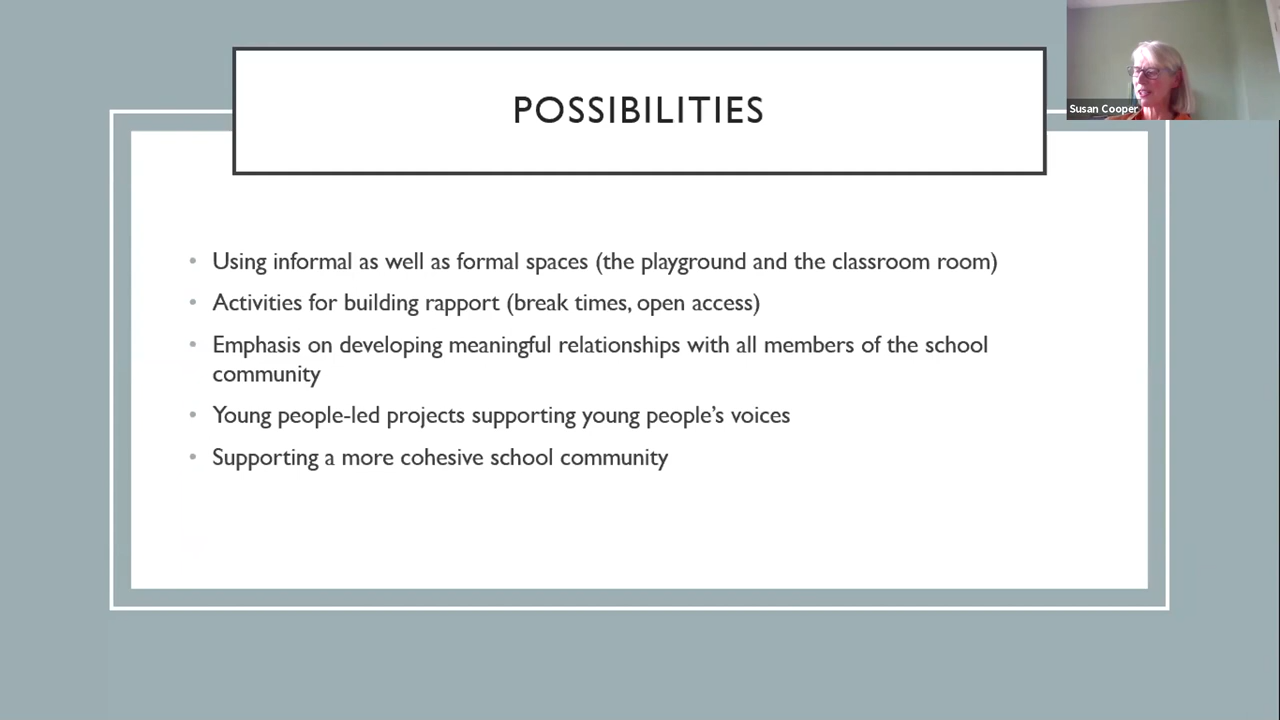 POSSIBILITIES
Susan Cooper
• Using informal as well as formal spaces (the playground and the classroom room)
• Activities for building rapport (break times, open access)
• Emphasis on developing meaningful relationships with all members of the school
community
• Young people-led projects supporting young people’s voices
• Supporting a more cohesive school community